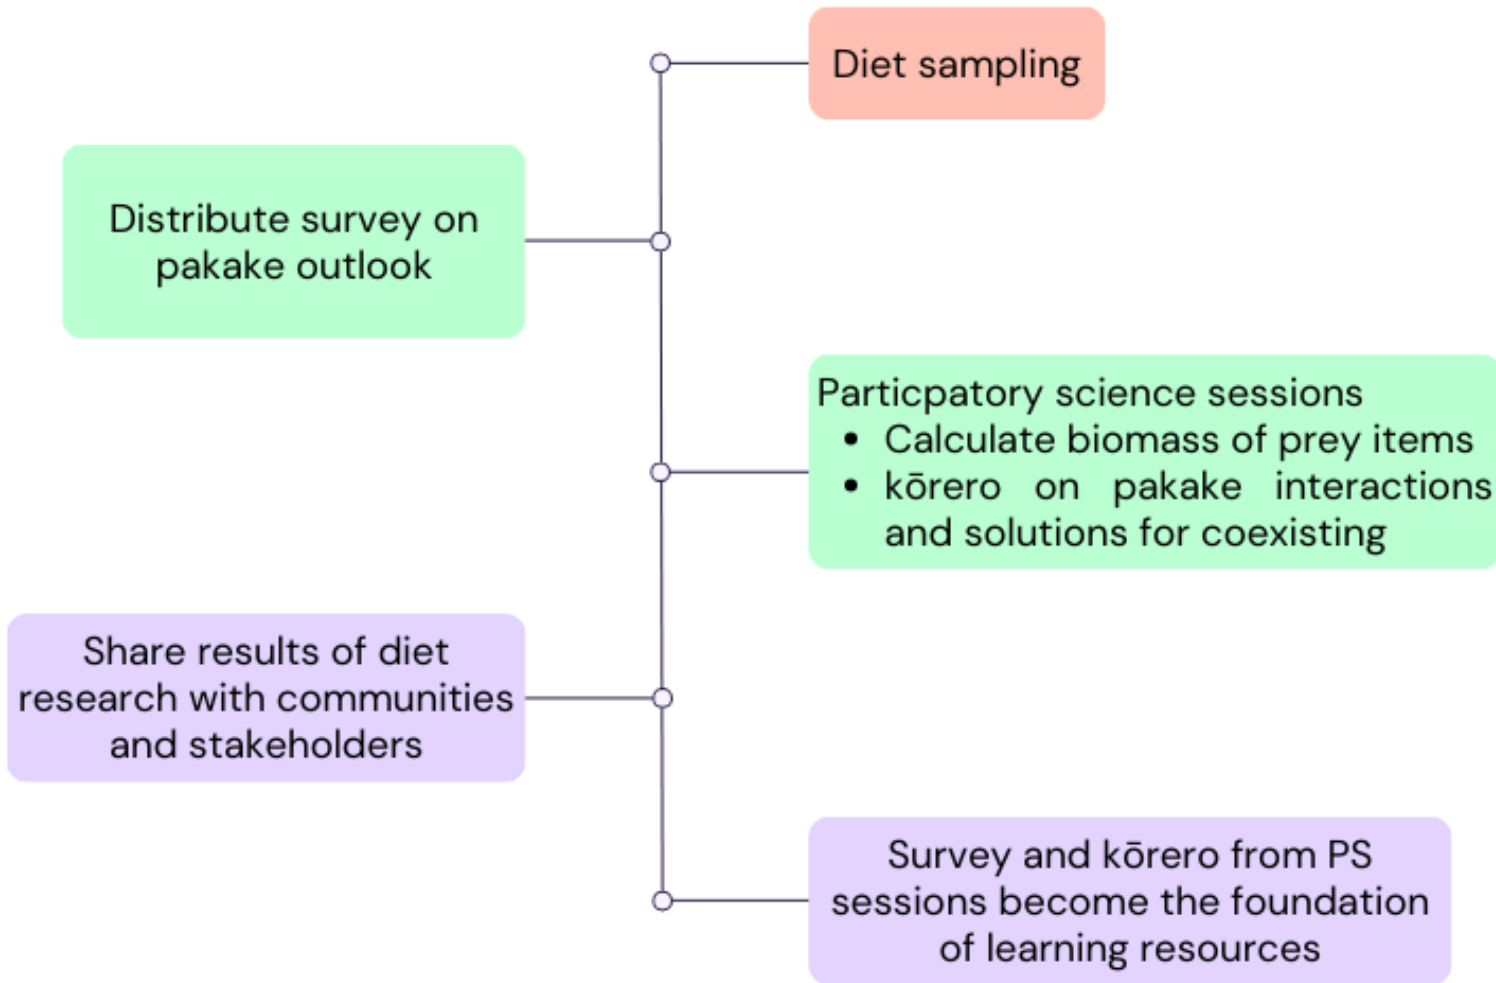 Diet sampling
Distribute survey on
pakake outlook
Particpatory science sessions
• Calculate biomass of prey items
• kōrero on pakake interactions
and solutions for coexisting
Share results of diet
research with communities
and stakeholders
Survey and kōrero from PS
sessions become the foundation
of learning resources